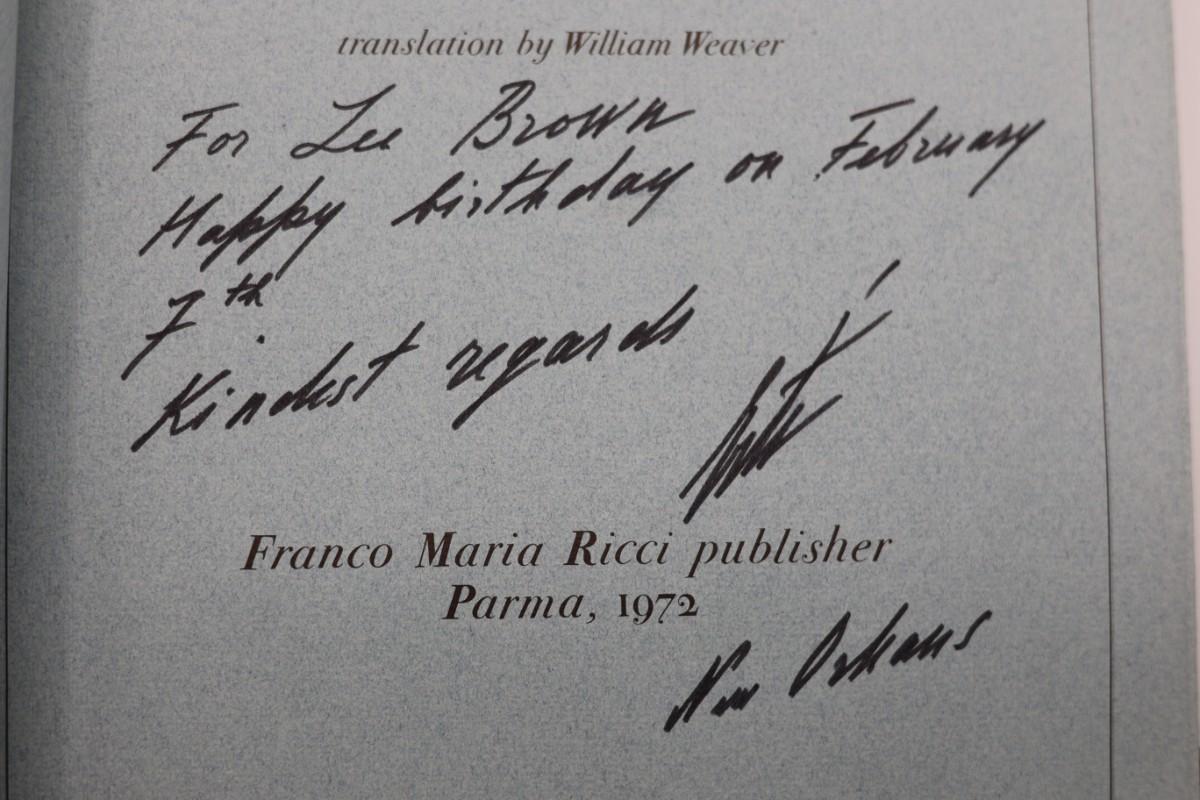 translation by William Weaver
For Lee Brown
Happy birthday on February
7th.
Kindest regards
Franco Maria Ricci publisher
Parma, 1972
New Orleans